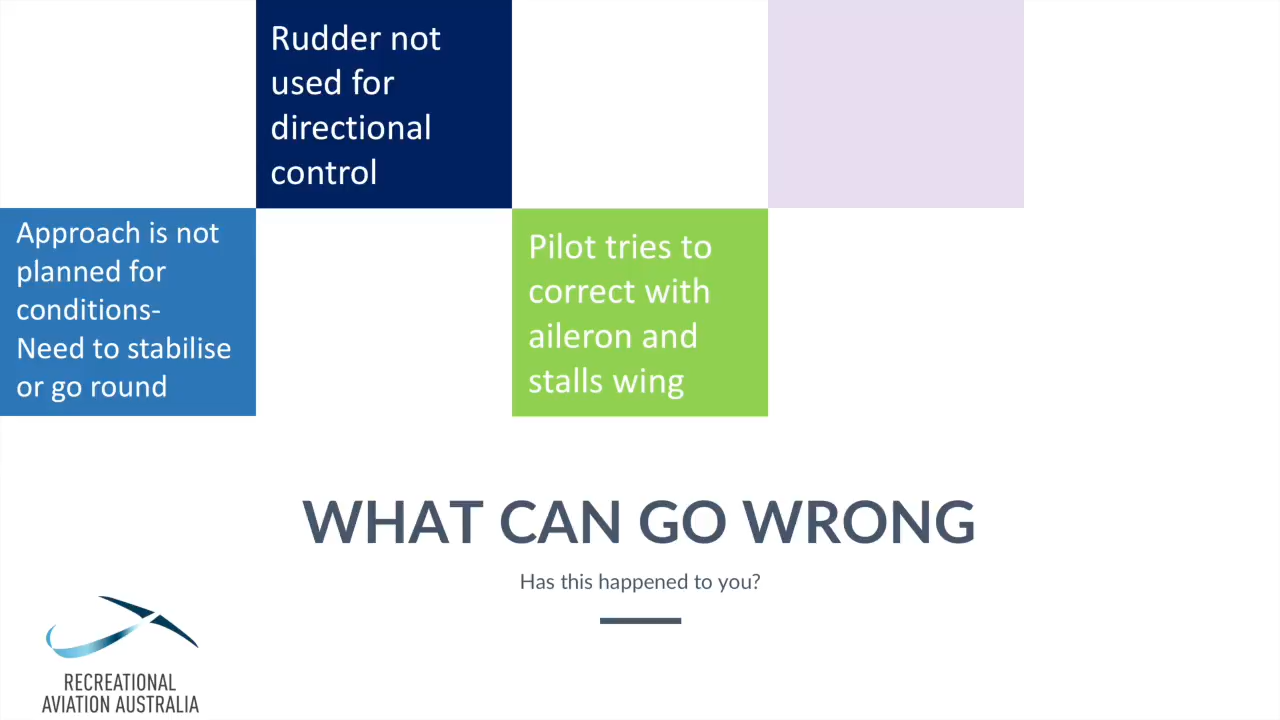 Rudder not
used for
directional
control
Approach is not
planned for
conditions-
Need to stabilise
or go round
Pilot tries to
correct with
aileron and
stalls wing
WHAT CAN GO WRONG
Has this happened to you?
RECREATIONAL
AVIATION AUSTRALIA